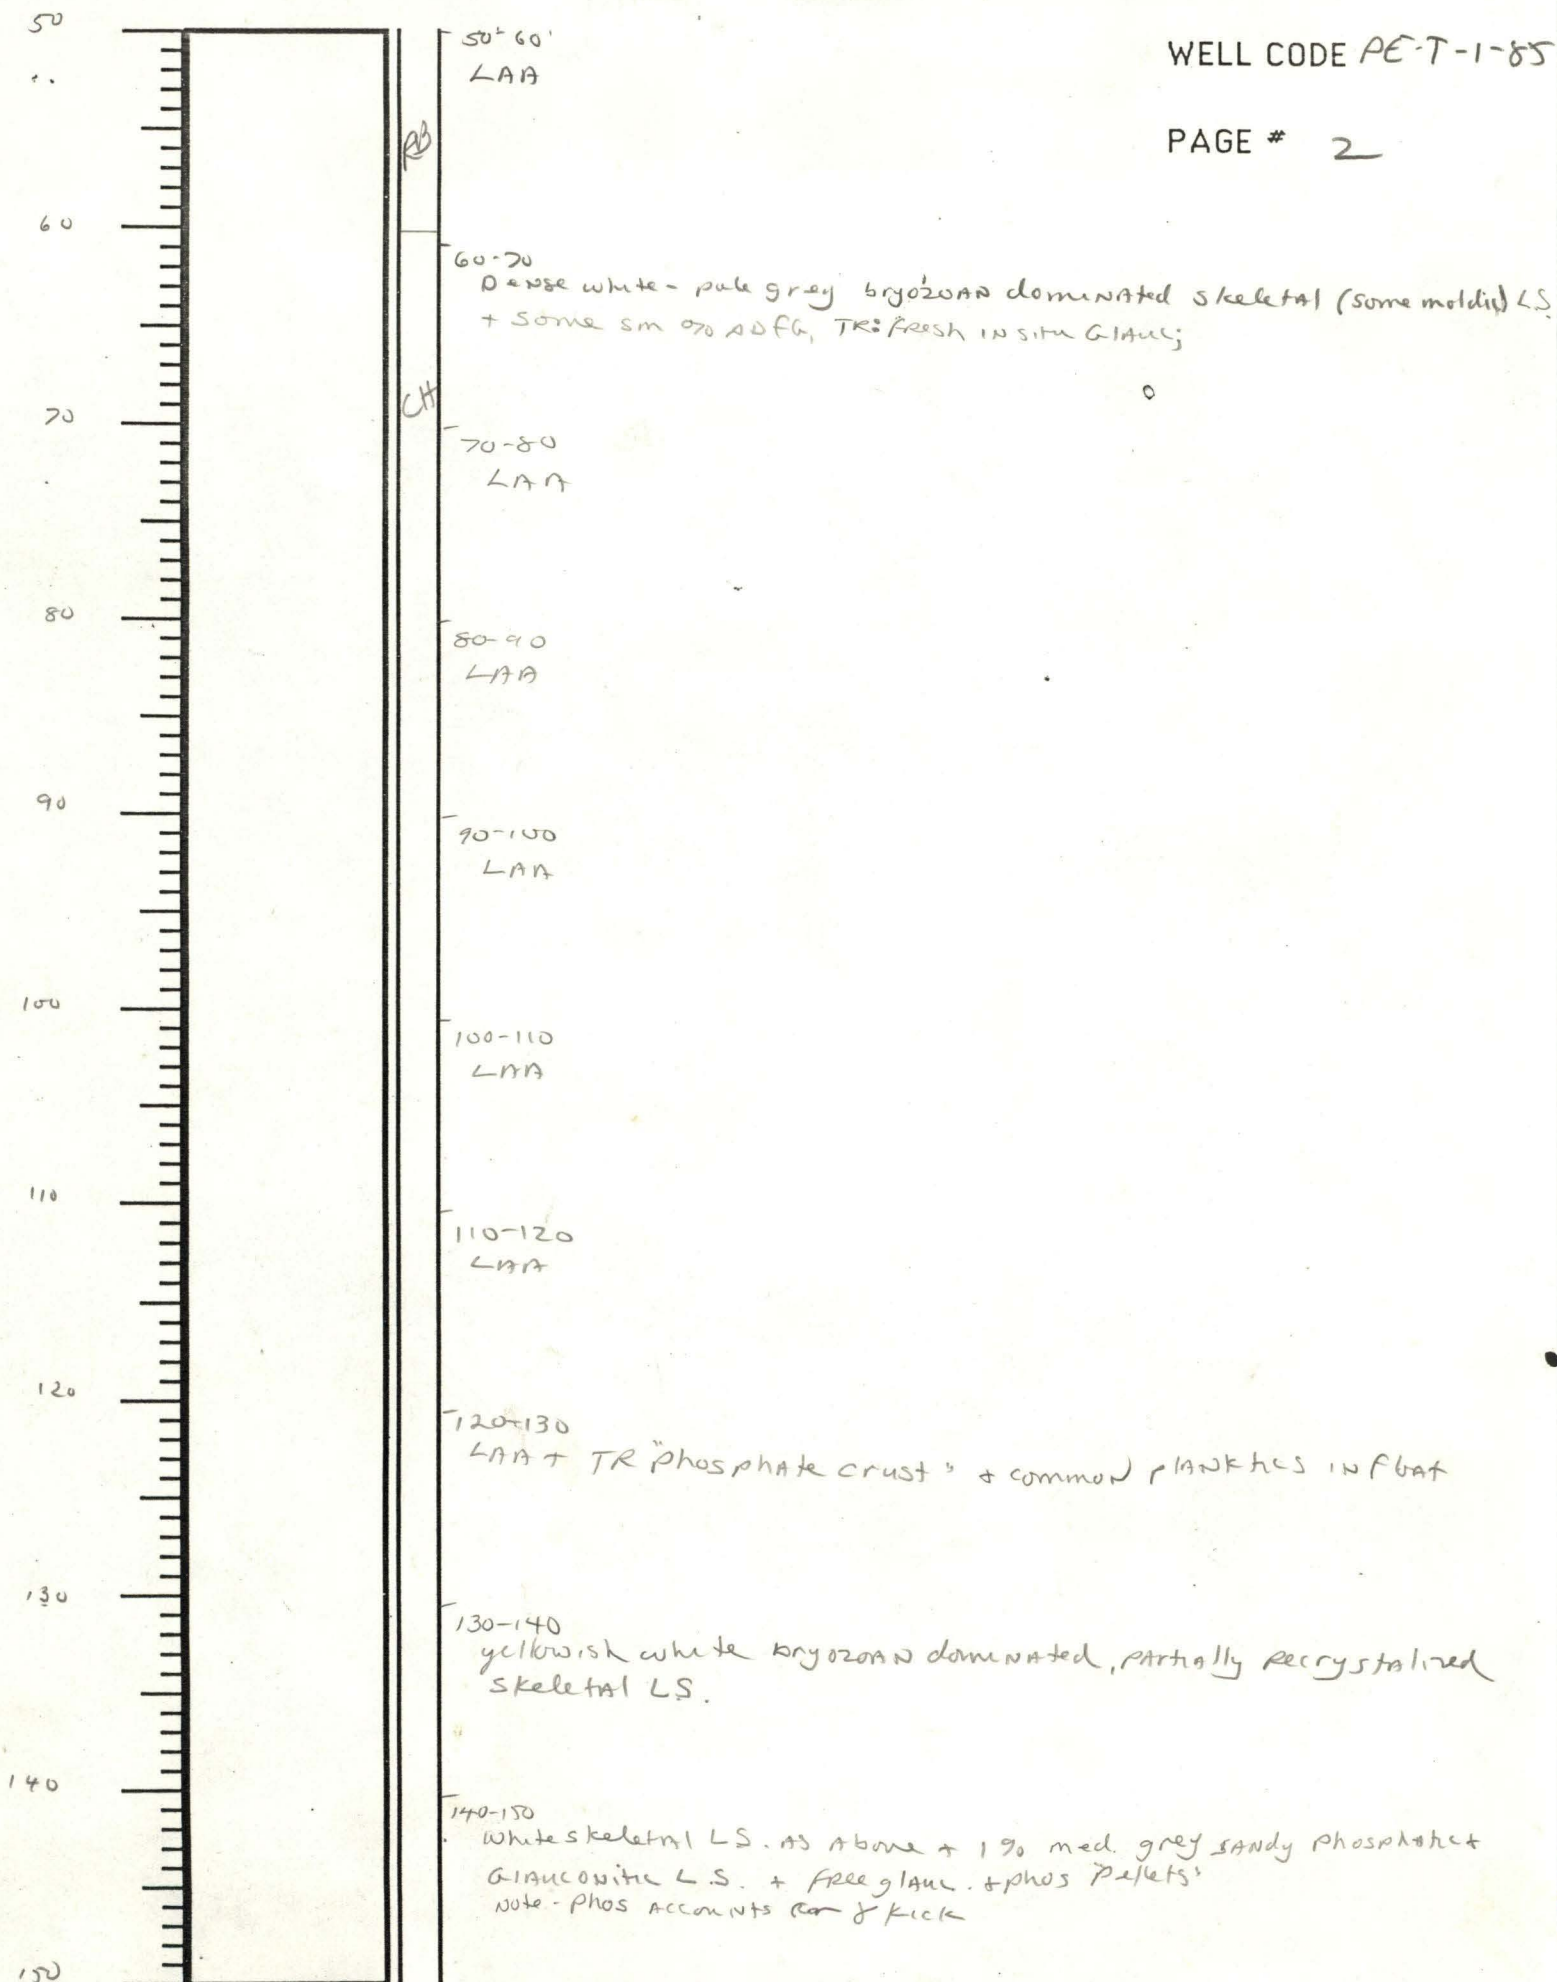 WELL CODE PE-T-1-85
PAGE # 2
50
50'-60'
LAA
RB
60
60-70
Dense white - pale grey bryozoAN domiNAted skeletAl (some moldic) LS.
+ some sm % ADFG, TR: FResh IN situ GlAuc;
CH
70
70-80
LAA
80
80-90
LAA
90
90-100
LAA
100
100-110
LAA
110
110-120
LAA
120
120-130
LAA + TR "PhosphAte crust" + commoN plANktics IN floAt
130
130-140
yellowish white bryozoAN domiNAted, pArtiAlly Recrystalized
skeletAl LS.
140
140-150
white skeletAl LS. AS Above + 1% med. grey sANdy phosphatic +
GlAucoNitic L.S. + fRee glAuc. + phos "Pellets"
Note - Phos AccouNts for γ kick
150